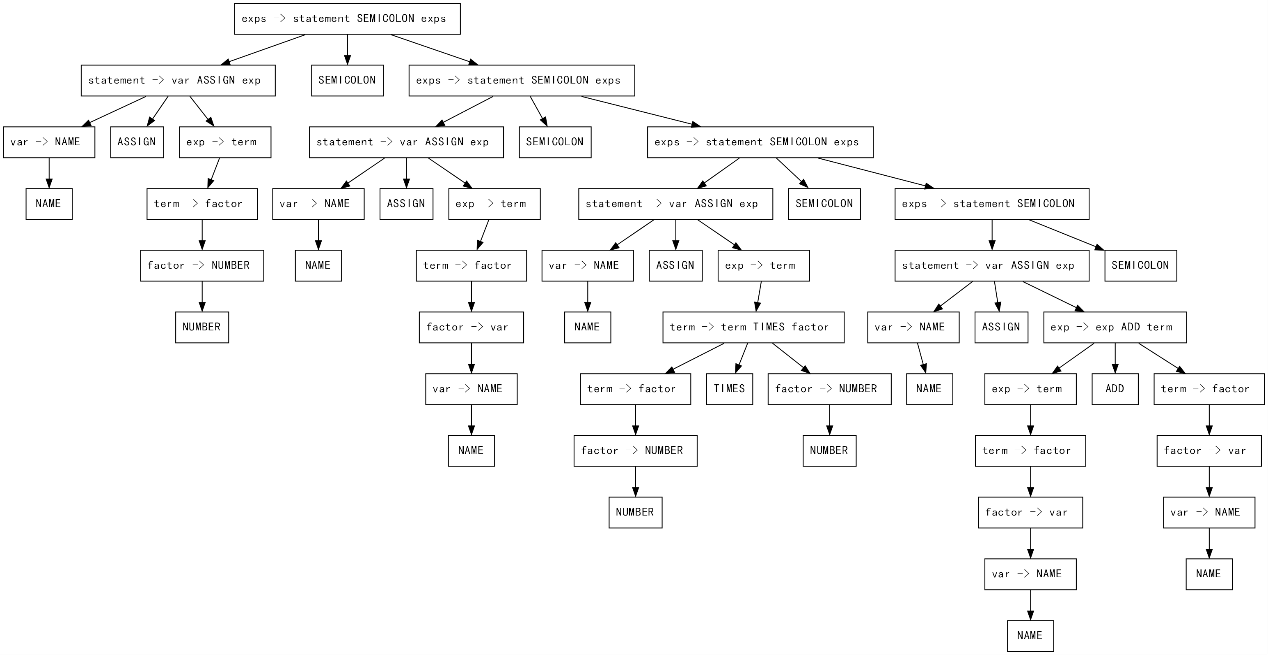 exps -> statement SEMICOLON exps
statement -> var ASSIGN exp
SEMICOLON
exps -> statement SEMICOLON exps
var -> NAME
ASSIGN
exp -> term
statement -> var ASSIGN exp
SEMICOLON
exps -> statement SEMICOLON exps
NAME
term > factor
var > NAME
ASSIGN
exp > term
statement > var ASSIGN exp
SEMICOLON
exps > statement SEMICOLON
factor -> NUMBER
NAME
term -> factor
var -> NAME
ASSIGN
exp -> term
statement -> var ASSIGN exp
SEMICOLON
NUMBER
factor -> var
NAME
term -> term TIMES factor
var -> NAME
ASSIGN
exp -> exp ADD term
var -> NAME
term -> factor
TIMES
factor -> NUMBER
NAME
exp -> term
ADD
term -> factor
NAME
factor > NUMBER
NUMBER
term > factor
factor > var
NUMBER
factor -> var
var -> NAME
var -> NAME
NAME
NAME